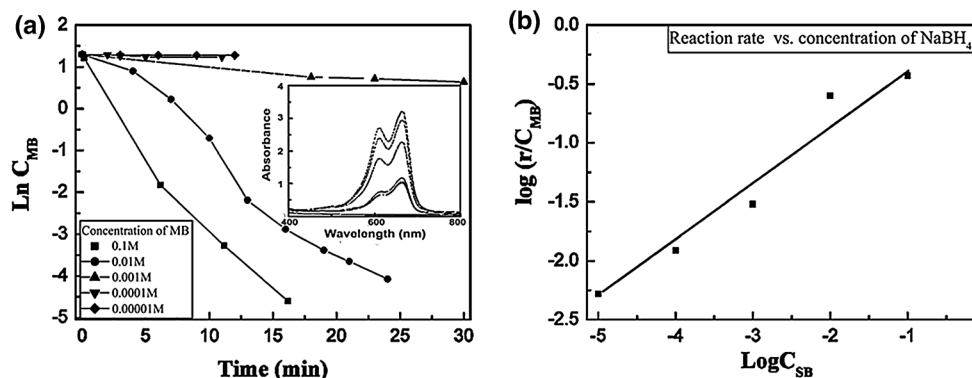 (a)
2
1
0
-1
-2
-3
-4
-5
Ln C_MB
0 5 10 15 20 25 30
Time (min)
Concentration of MB
0.1M
0.01M
0.001M
0.0001M
0.00001M
4
3
2
1
Absorbance
400 600 800
Wavelength (nm)
(b)
Reaction rate vs. concentration of NaBH4
0.0
-0.5
-1.0
-1.5
-2.0
-2.5
log (r/C_MB)
-5 -4 -3 -2 -1 0
LogC_SB